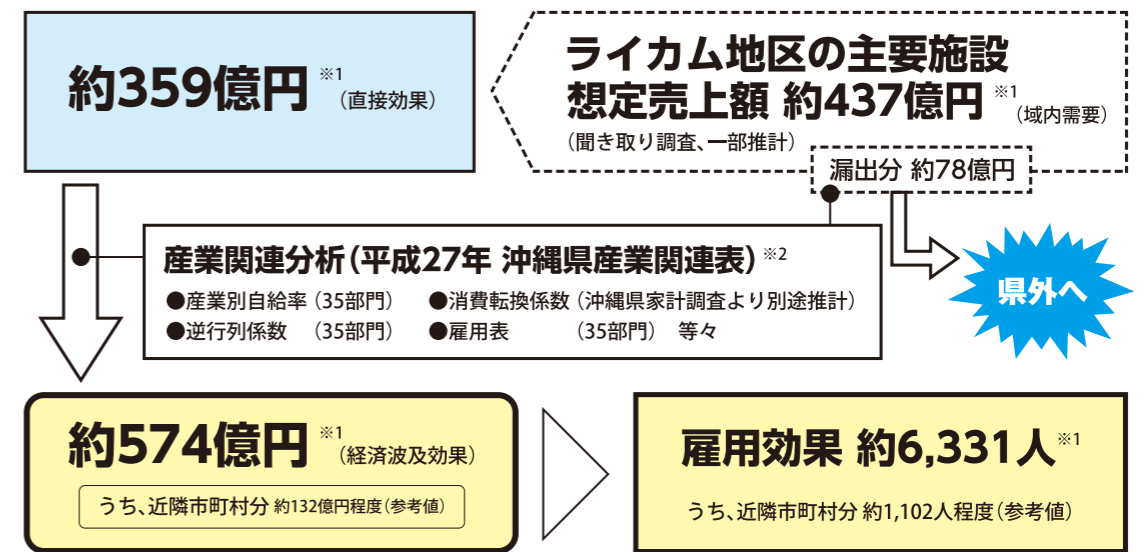 約359億円 ※1 （直接効果）
ライカム地区の主要施設
想定売上額 約437億円 ※1 （域内需要）
（聞き取り調査、一部推計）
漏出分 約78億円
県外へ
産業関連分析（平成27年 沖縄県産業関連表）※2
●産業別自給率（35部門） ●消費転換係数（沖縄県家計調査より別途推計）
●逆行列係数 （35部門） ●雇用表 （35部門） 等々
約574億円 ※1 （経済波及効果）
うち、近隣市町村分 約132億円程度（参考値）
雇用効果 約6,331人※1
うち、近隣市町村分 約1,102人程度（参考値）